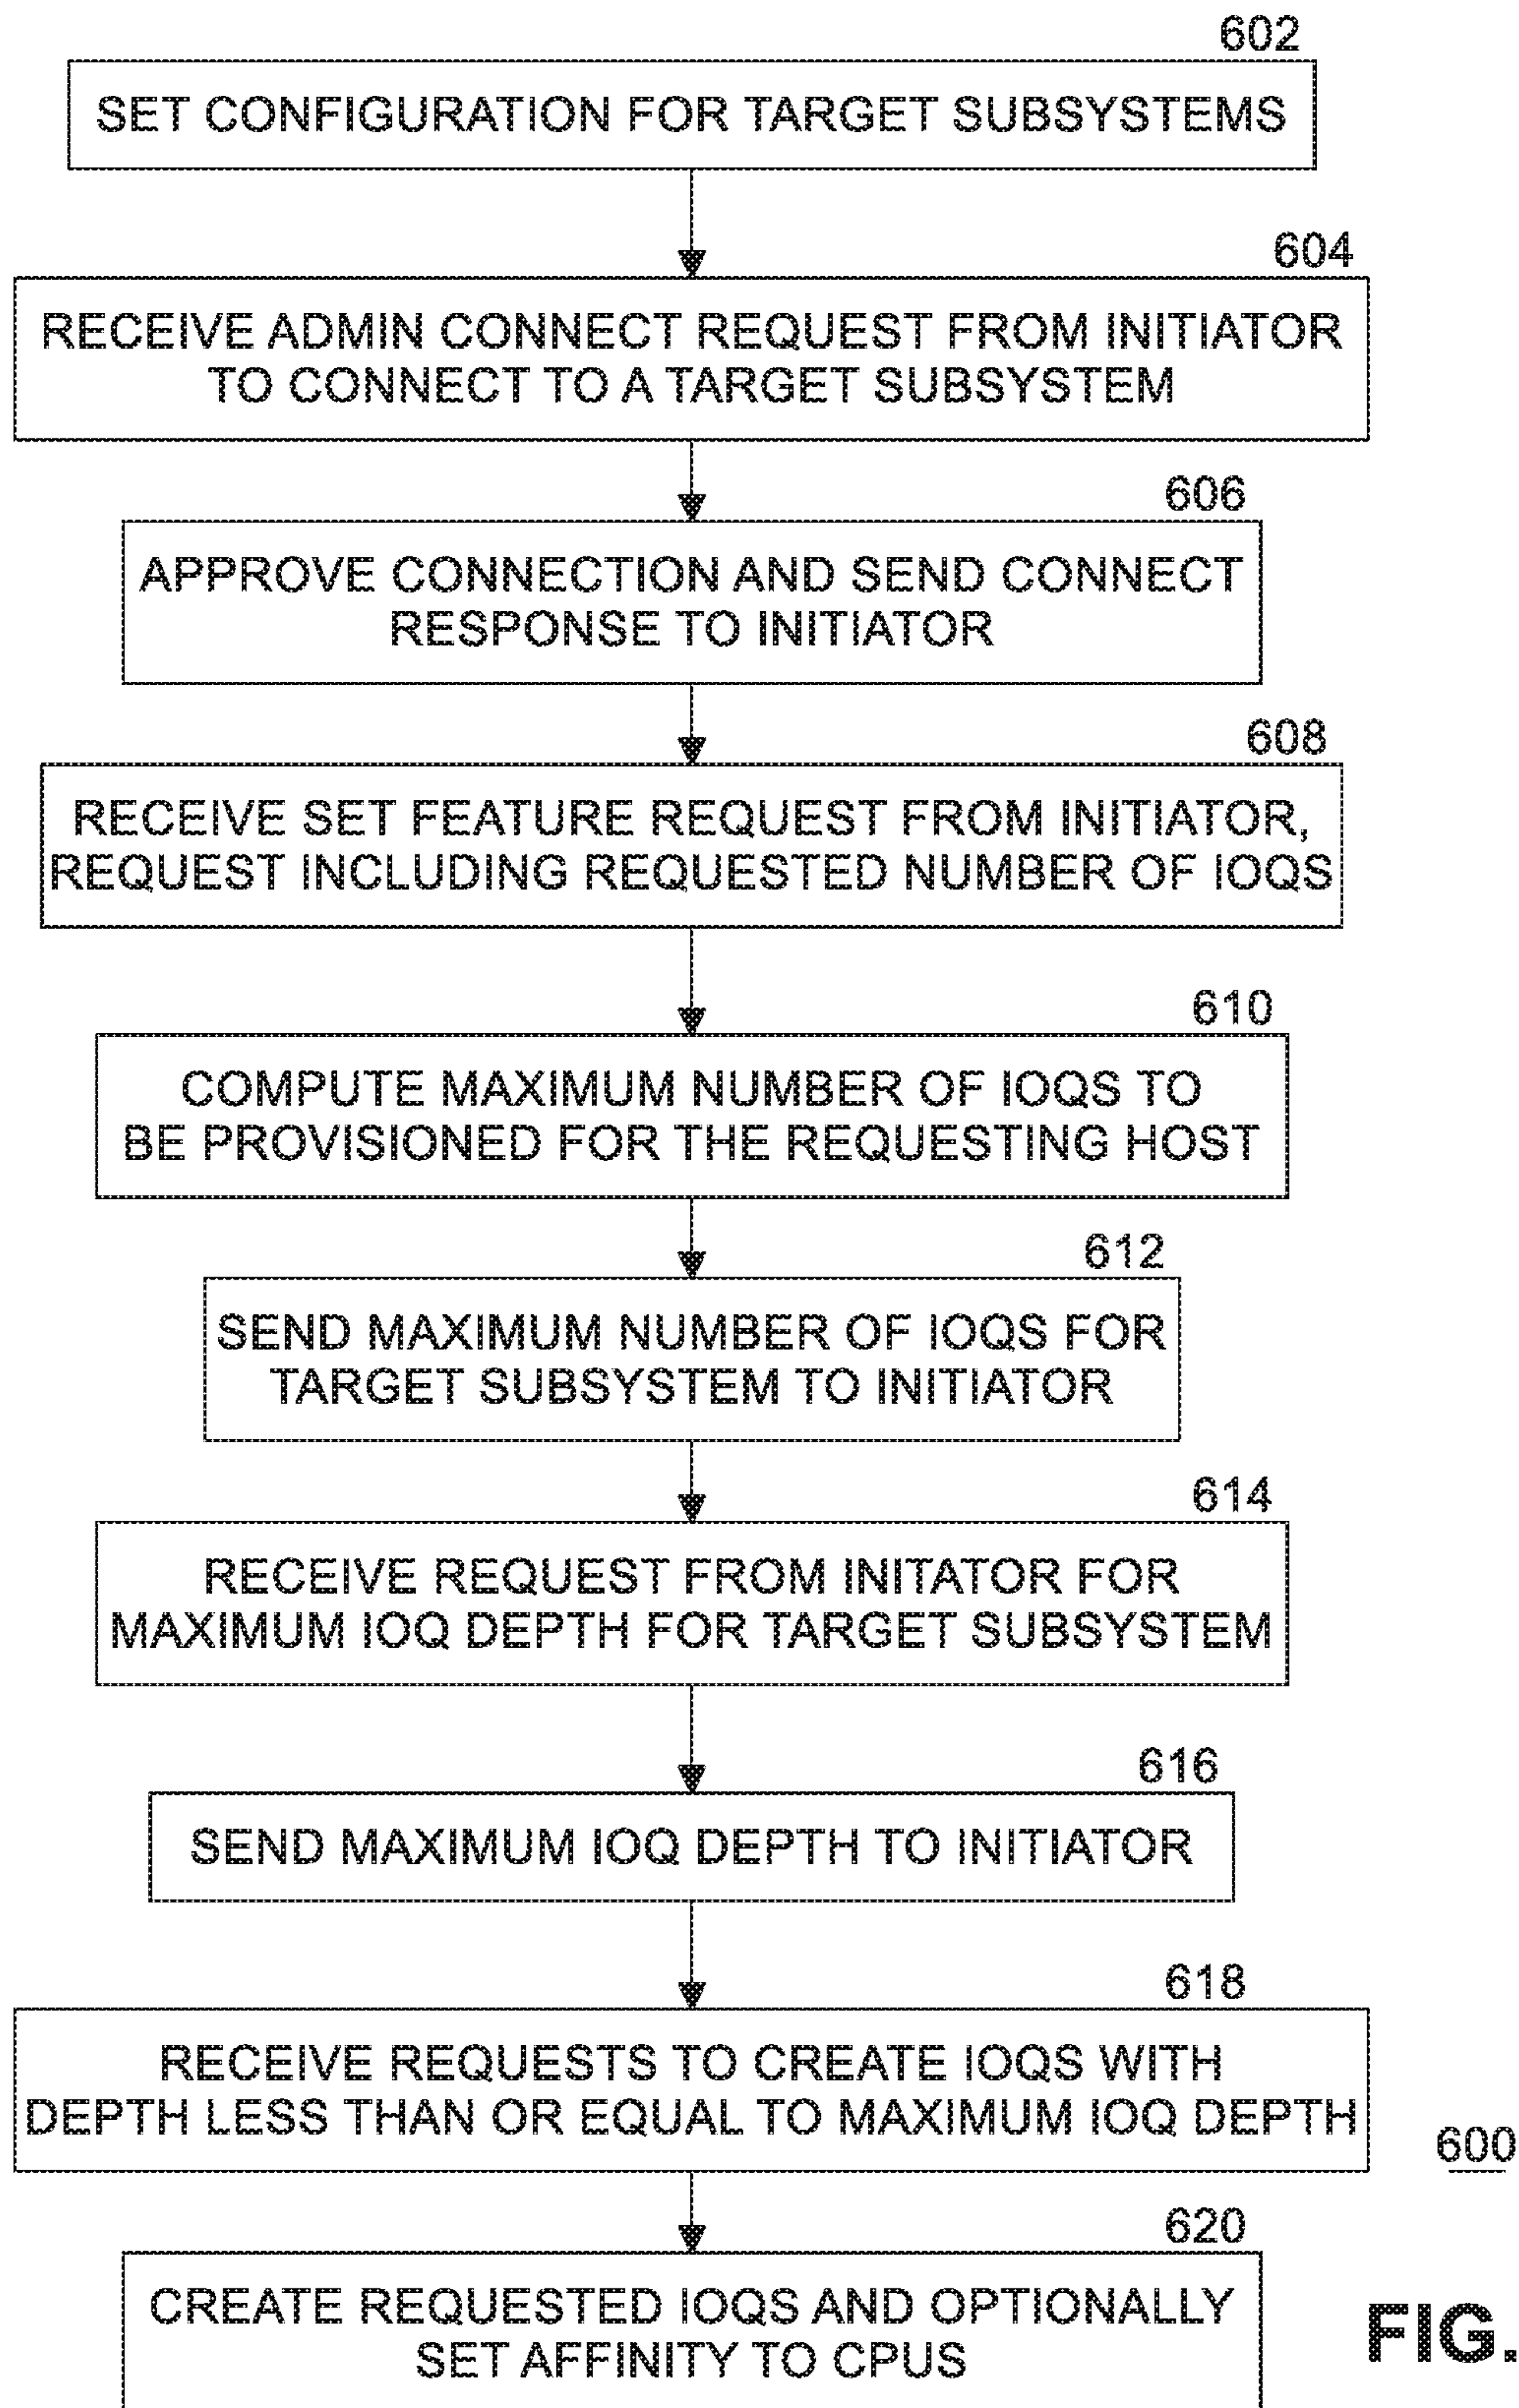 602
SET CONFIGURATION FOR TARGET SUBSYSTEMS
604
RECEIVE ADMIN CONNECT REQUEST FROM INITIATOR
TO CONNECT TO A TARGET SUBSYSTEM
606
APPROVE CONNECTION AND SEND CONNECT
RESPONSE TO INITIATOR
608
RECEIVE SET FEATURE REQUEST FROM INITIATOR,
REQUEST INCLUDING REQUESTED NUMBER OF IOQS
610
COMPUTE MAXIMUM NUMBER OF IOQS TO
BE PROVISIONED FOR THE REQUESTING HOST
612
SEND MAXIMUM NUMBER OF IOQS FOR
TARGET SUBSYSTEM TO INITIATOR
614
RECEIVE REQUEST FROM INITATOR FOR
MAXIMUM IOQ DEPTH FOR TARGET SUBSYSTEM
616
SEND MAXIMUM IOQ DEPTH TO INITIATOR
618
RECEIVE REQUESTS TO CREATE IOQS WITH
DEPTH LESS THAN OR EQUAL TO MAXIMUM IOQ DEPTH
600
620
CREATE REQUESTED IOQS AND OPTIONALLY
SET AFFINITY TO CPUS
FIG.